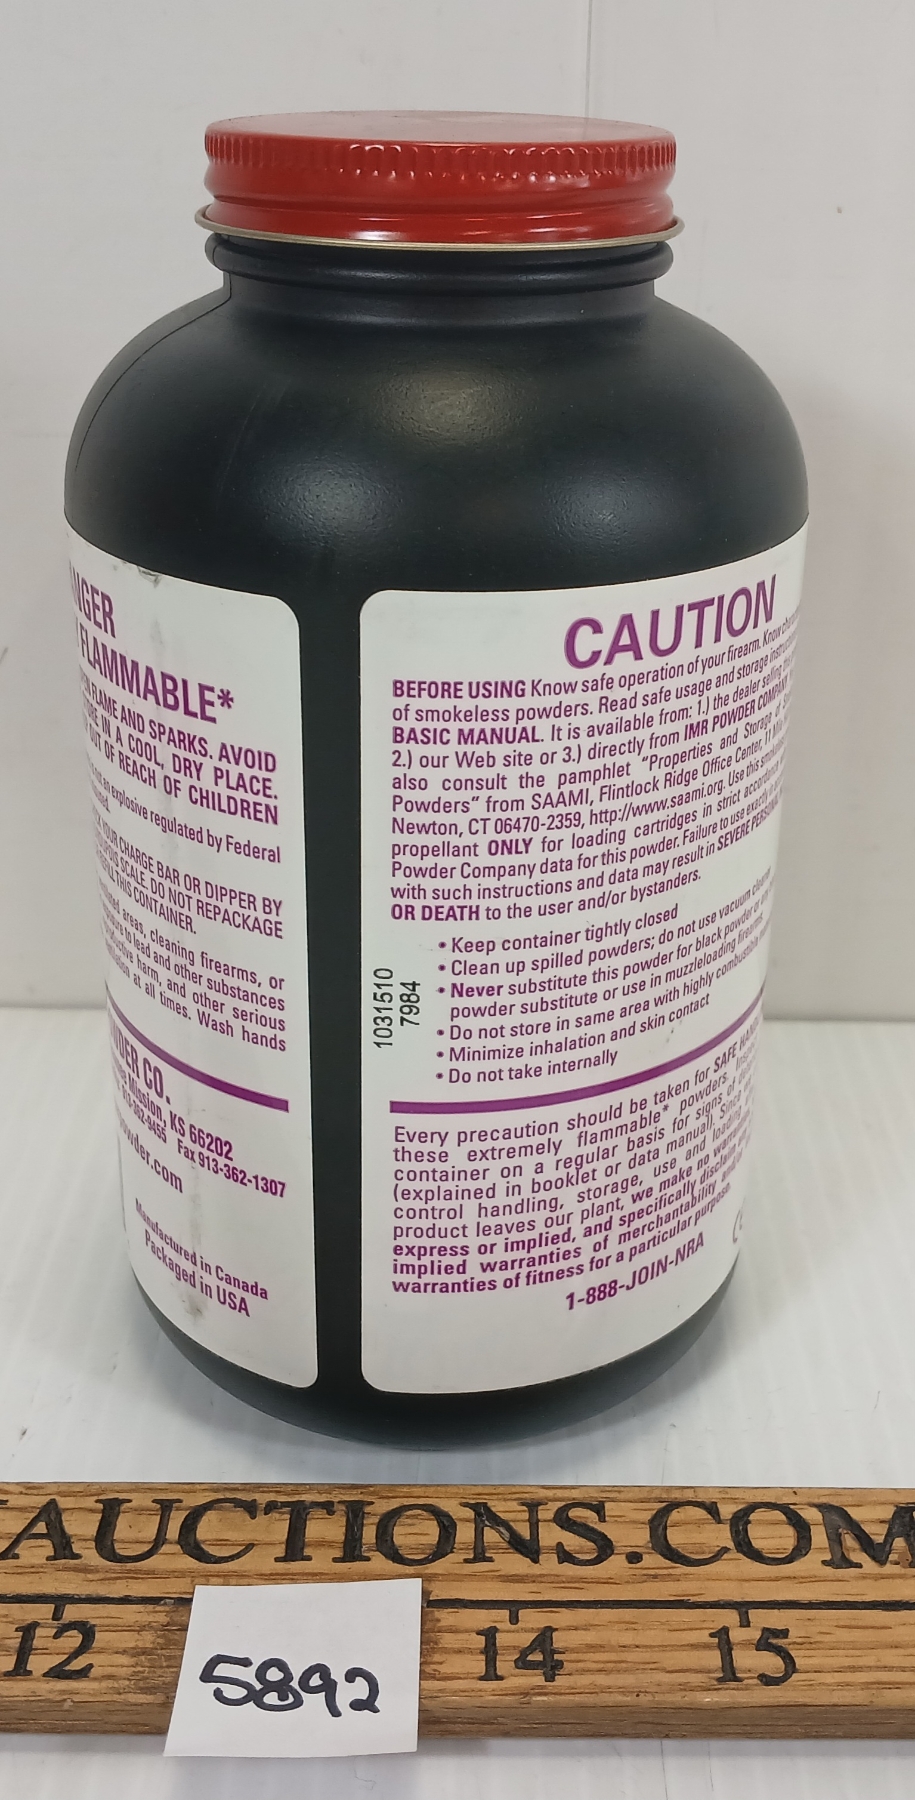 NGER
FLAMMABLE*
FLAME AND SPARKS. AVOID
IN A COOL, DRY PLACE.
OUT OF REACH OF CHILDREN
not an explosive regulated by Federal
YOUR CHARGE BAR OR DIPPER BY
SCALE. DO NOT REPACKAGE
THIS CONTAINER.
areas, cleaning firearms, or
to lead and other substances
harm, and other serious
at all times. Wash hands
WDER CO.
Mission, KS 66202
913-362-9455 Fax 913-362-1307
owder.com
Manufactured in Canada
Packaged in USA
CAUTION
BEFORE USING Know safe operation of your firearm. Know
of smokeless powders. Read safe usage and storage
BASIC MANUAL. It is available from: 1.) the dealer selling
2.) our Web site or 3.) directly from IMR POWDER COMPANY
also consult the pamphlet "Properties and Storage of
Powders" from SAAMI, Flintlock Ridge Office Center, 11
Newton, CT 06470-2359, http://www.saami.org. Use this
propellant ONLY for loading cartridges in strict accordance
Powder Company data for this powder. Failure to use exactly
with such instructions and data may result in SEVERE
OR DEATH to the user and/or bystanders.
• Keep container tightly closed
• Clean up spilled powders; do not use vacuum cleaner
• Never substitute this powder for black powder or
powder substitute or use in muzzleloading firearms
• Do not store in same area with highly combustible
• Minimize inhalation and skin contact
• Do not take internally
1031510
7984
Every precaution should be taken for SAFE
these extremely flammable* powders.
container on a regular basis for signs of
(explained in booklet or data manual). Since
control handling, storage, use and loading
product leaves our plant, we make no
express or implied, and specifically disclaim
implied warranties of merchantability and
warranties of fitness for a particular purpose.
1-888-JOIN-NRA
AUCTIONS.COM
12 14 15
5892